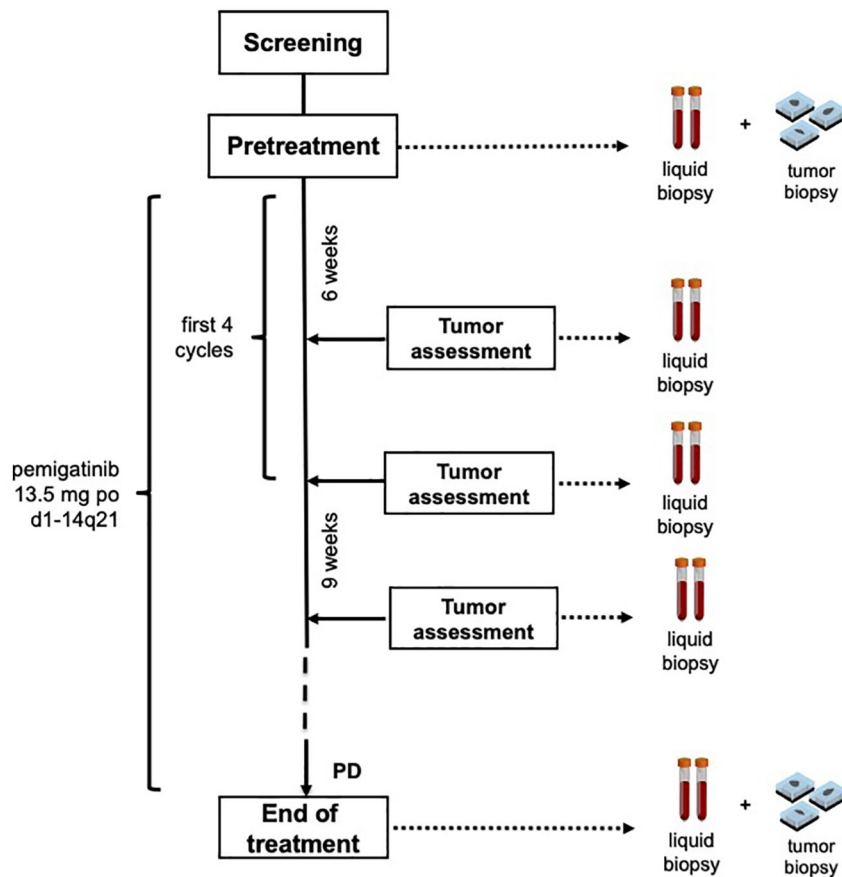 Screening
Pretreatment
+
liquid
biopsy
tumor
biopsy
6 weeks
first 4
cycles
Tumor
assessment
liquid
biopsy
pemigatinib
13.5 mg po
d1-14q21
Tumor
assessment
liquid
biopsy
9 weeks
Tumor
assessment
liquid
biopsy
PD
End of
treatment
+
liquid
biopsy
tumor
biopsy